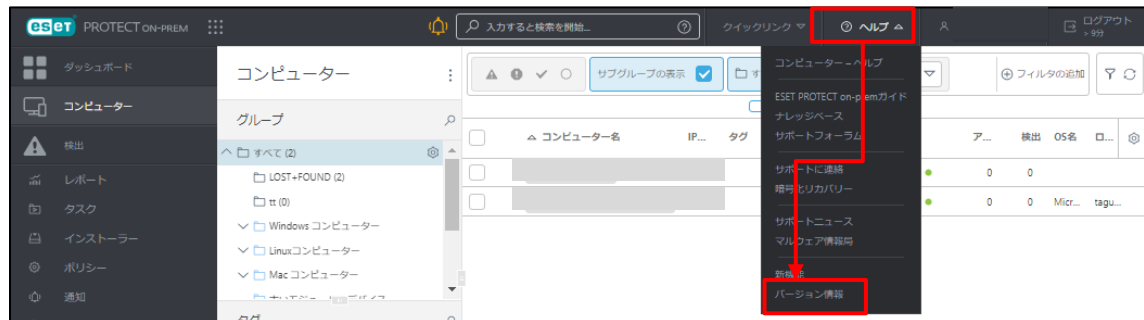 eset PROTECT ON-PREM
入力すると検索を開始...
クイックリンク
ヘルプ
ログアウト
> 9分
ダッシュボード
コンピューター
検出
レポート
タスク
インストーラー
ポリシー
通知
コンピューター
グループ
すべて (2)
LOST+FOUND (2)
tt (0)
Windows コンピューター
Linuxコンピューター
Mac コンピューター
タグ
サブグループの表示
フィルタの追加
コンピューター名
IP...
タグ
ア...
検出
OS名
ロ...
0
0
0
0
Micr...
tagu...
コンピューター – ヘルプ
ESET PROTECT on-premガイド
ナレッジベース
サポートフォーラム
サポートに連絡
暗号化リカバリー
サポートニュース
マルウェア情報局
新機能
バージョン情報